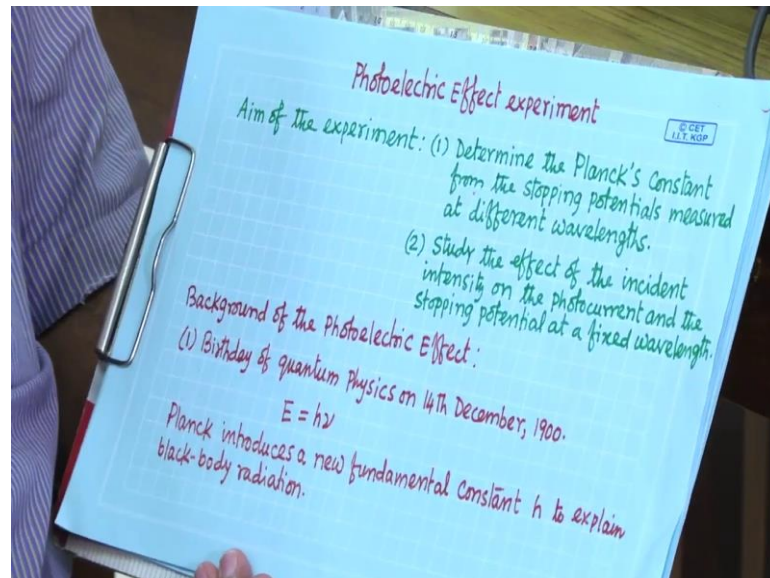 Photoelectric Effect experiment
© CET
I.I.T. KGP
Aim of the experiment: (1) Determine the Planck's Constant
from the stopping potentials measured
at different wavelengths.
(2) Study the effect of the incident
intensity on the photocurrent and the
stopping potential at a fixed wavelength.
Background of the Photoelectric Effect:
(1) Birthday of quantum Physics on 14th December, 1900.
E = hν
Planck introduces a new fundamental constant h to explain
black-body radiation.